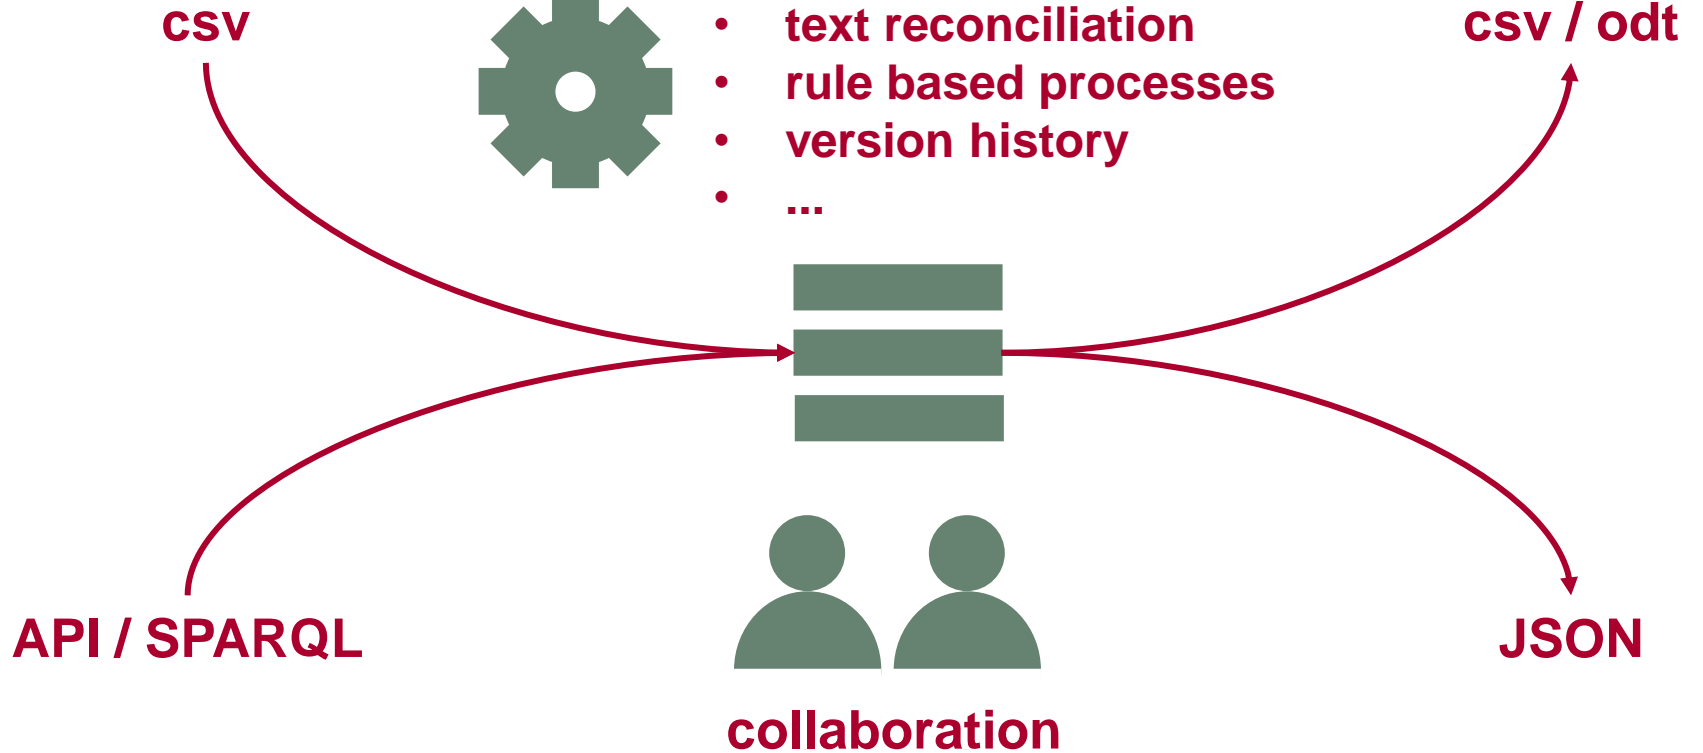 csv
• text reconciliation
• rule based processes
• version history
• ...
csv / odt
API / SPARQL
JSON
collaboration